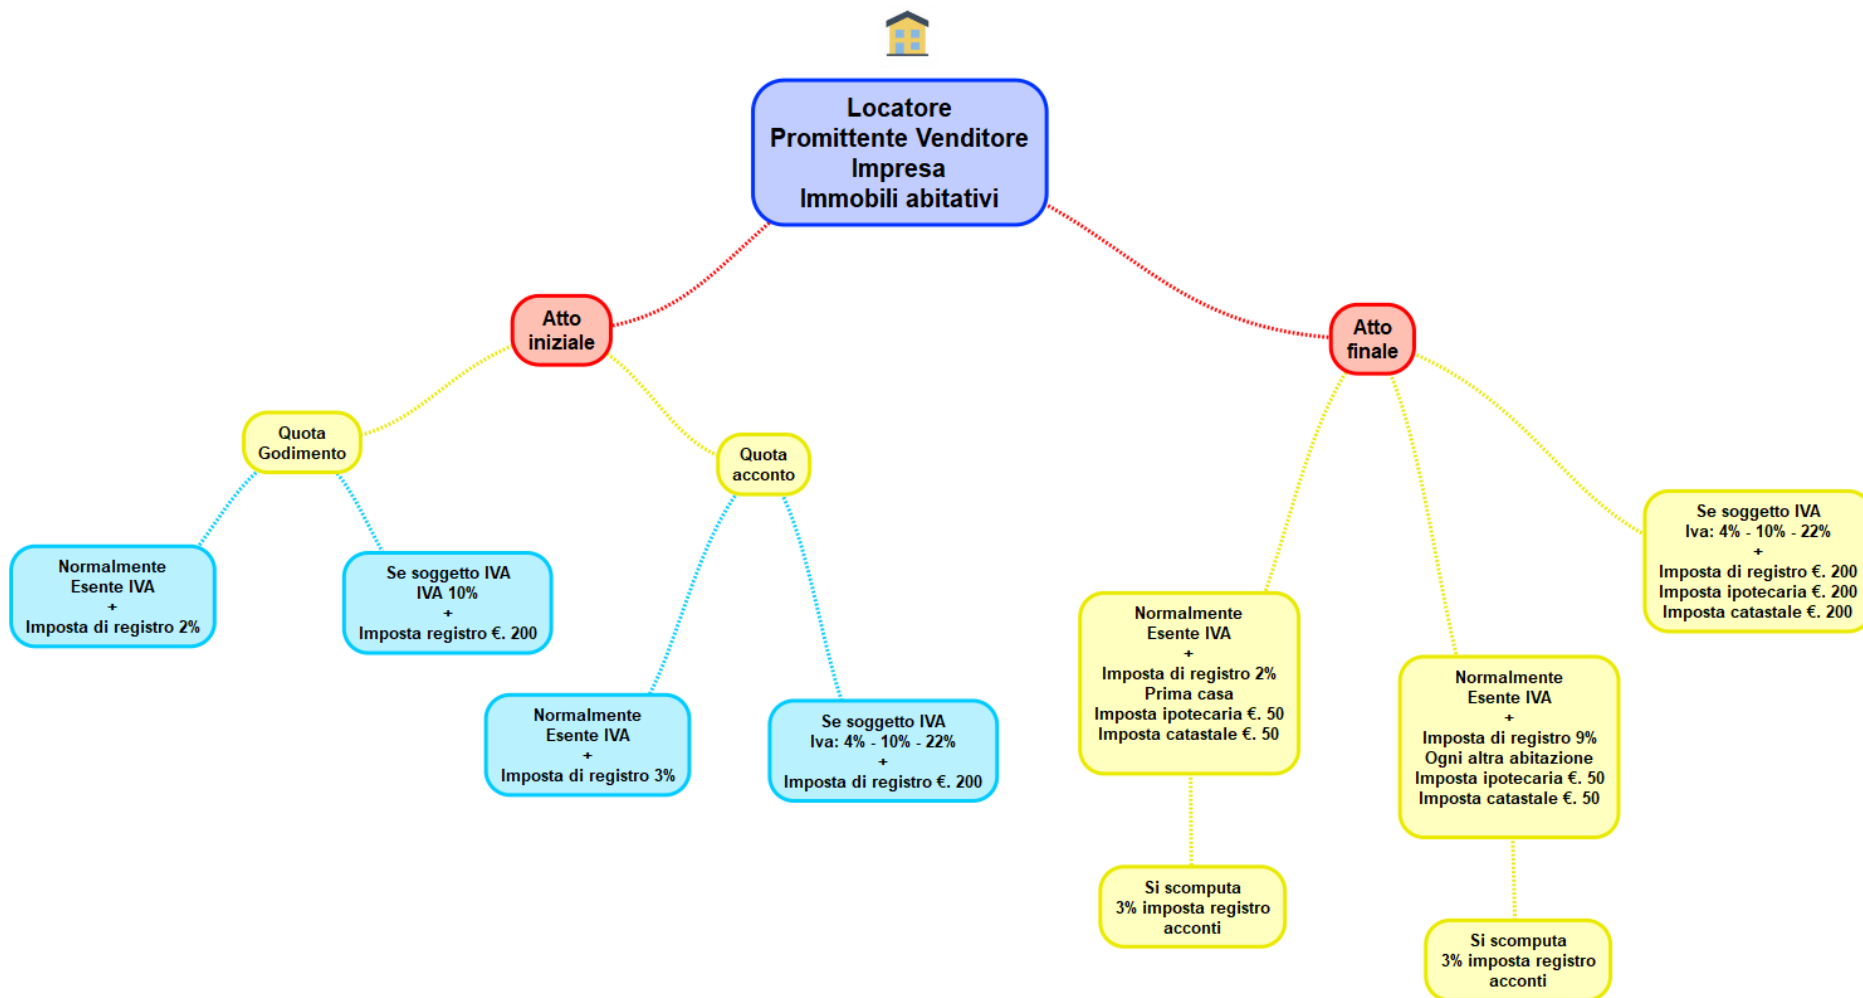 Locatore
Promittente Venditore
Impresa
Immobili abitativi
Atto
iniziale
Atto
finale
Quota
Godimento
Quota
acconto
Normalmente
Esente IVA
+
Imposta di registro 2%
Se soggetto IVA
IVA 10%
+
Imposta registro €. 200
Normalmente
Esente IVA
+
Imposta di registro 3%
Se soggetto IVA
Iva: 4% - 10% - 22%
+
Imposta di registro €. 200
Normalmente
Esente IVA
+
Imposta di registro 2%
Prima casa
Imposta ipotecaria €. 50
Imposta catastale €. 50
Si scomputa
3% imposta registro
acconti
Normalmente
Esente IVA
+
Imposta di registro 9%
Ogni altra abitazione
Imposta ipotecaria €. 50
Imposta catastale €. 50
Si scomputa
3% imposta registro
acconti
Se soggetto IVA
Iva: 4% - 10% - 22%
+
Imposta di registro €. 200
Imposta ipotecaria €. 200
Imposta catastale €. 200